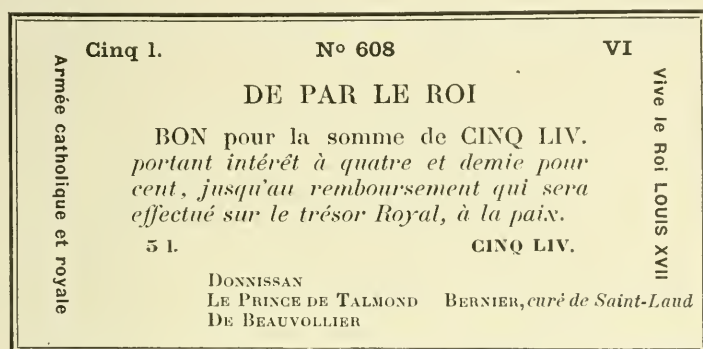 Cinq l. Nº 608 VI
Armée catholique et royale
DE PAR LE ROI
BON pour la somme de CINQ LIV.
portant intérêt à quatre et demie pour
cent, jusqu'au remboursement qui sera
effectué sur le trésor Royal, à la paix.
5 l. CINQ LIV.
DONNISSAN
LE PRINCE DE TALMOND BERNIER, curé de Saint-Laud
DE BEAUVOLLIER
Vive le Roi LOUIS XVII